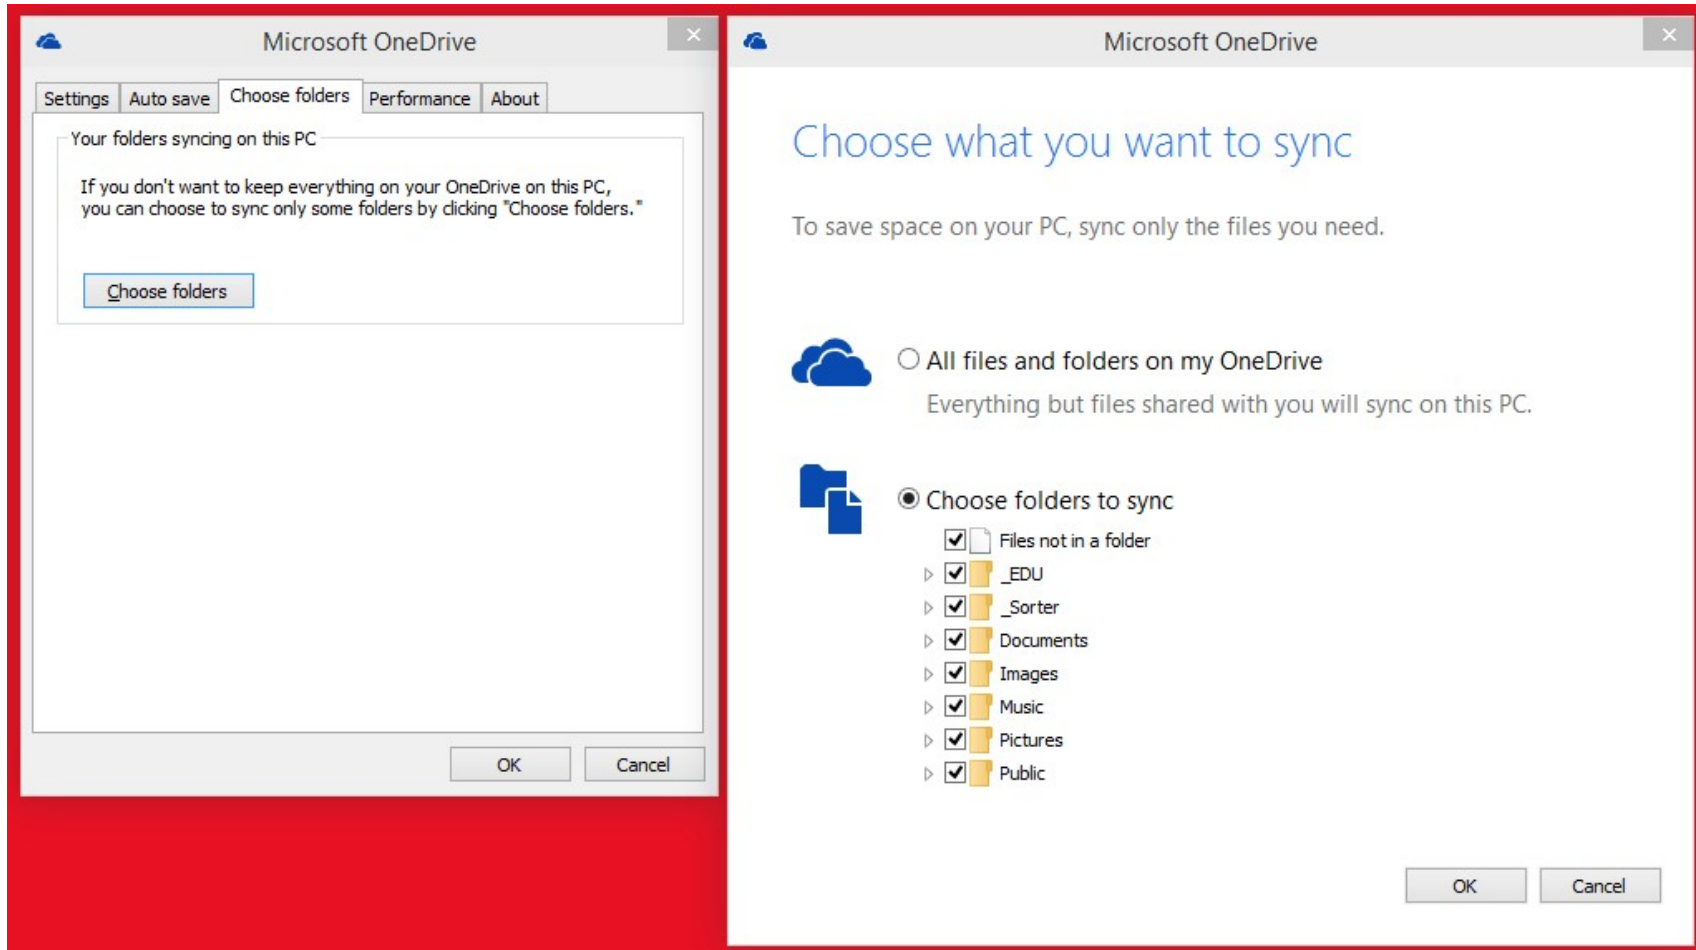 Microsoft OneDrive
Settings Auto save Choose folders Performance About
Your folders syncing on this PC
If you don't want to keep everything on your OneDrive on this PC,
you can choose to sync only some folders by clicking "Choose folders."
Choose folders
OK Cancel
Microsoft OneDrive
Choose what you want to sync
To save space on your PC, sync only the files you need.
All files and folders on my OneDrive
Everything but files shared with you will sync on this PC.
Choose folders to sync
Files not in a folder
_EDU
_Sorter
Documents
Images
Music
Pictures
Public
OK Cancel